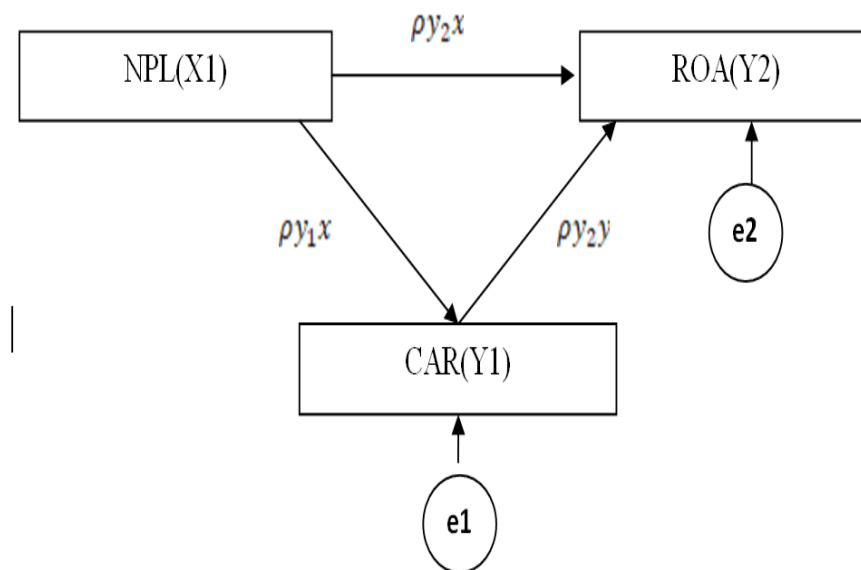 ρy₂x
NPL(X1)
ROA(Y2)
ρy₁x
ρy₂y
e2
CAR(Y1)
e1